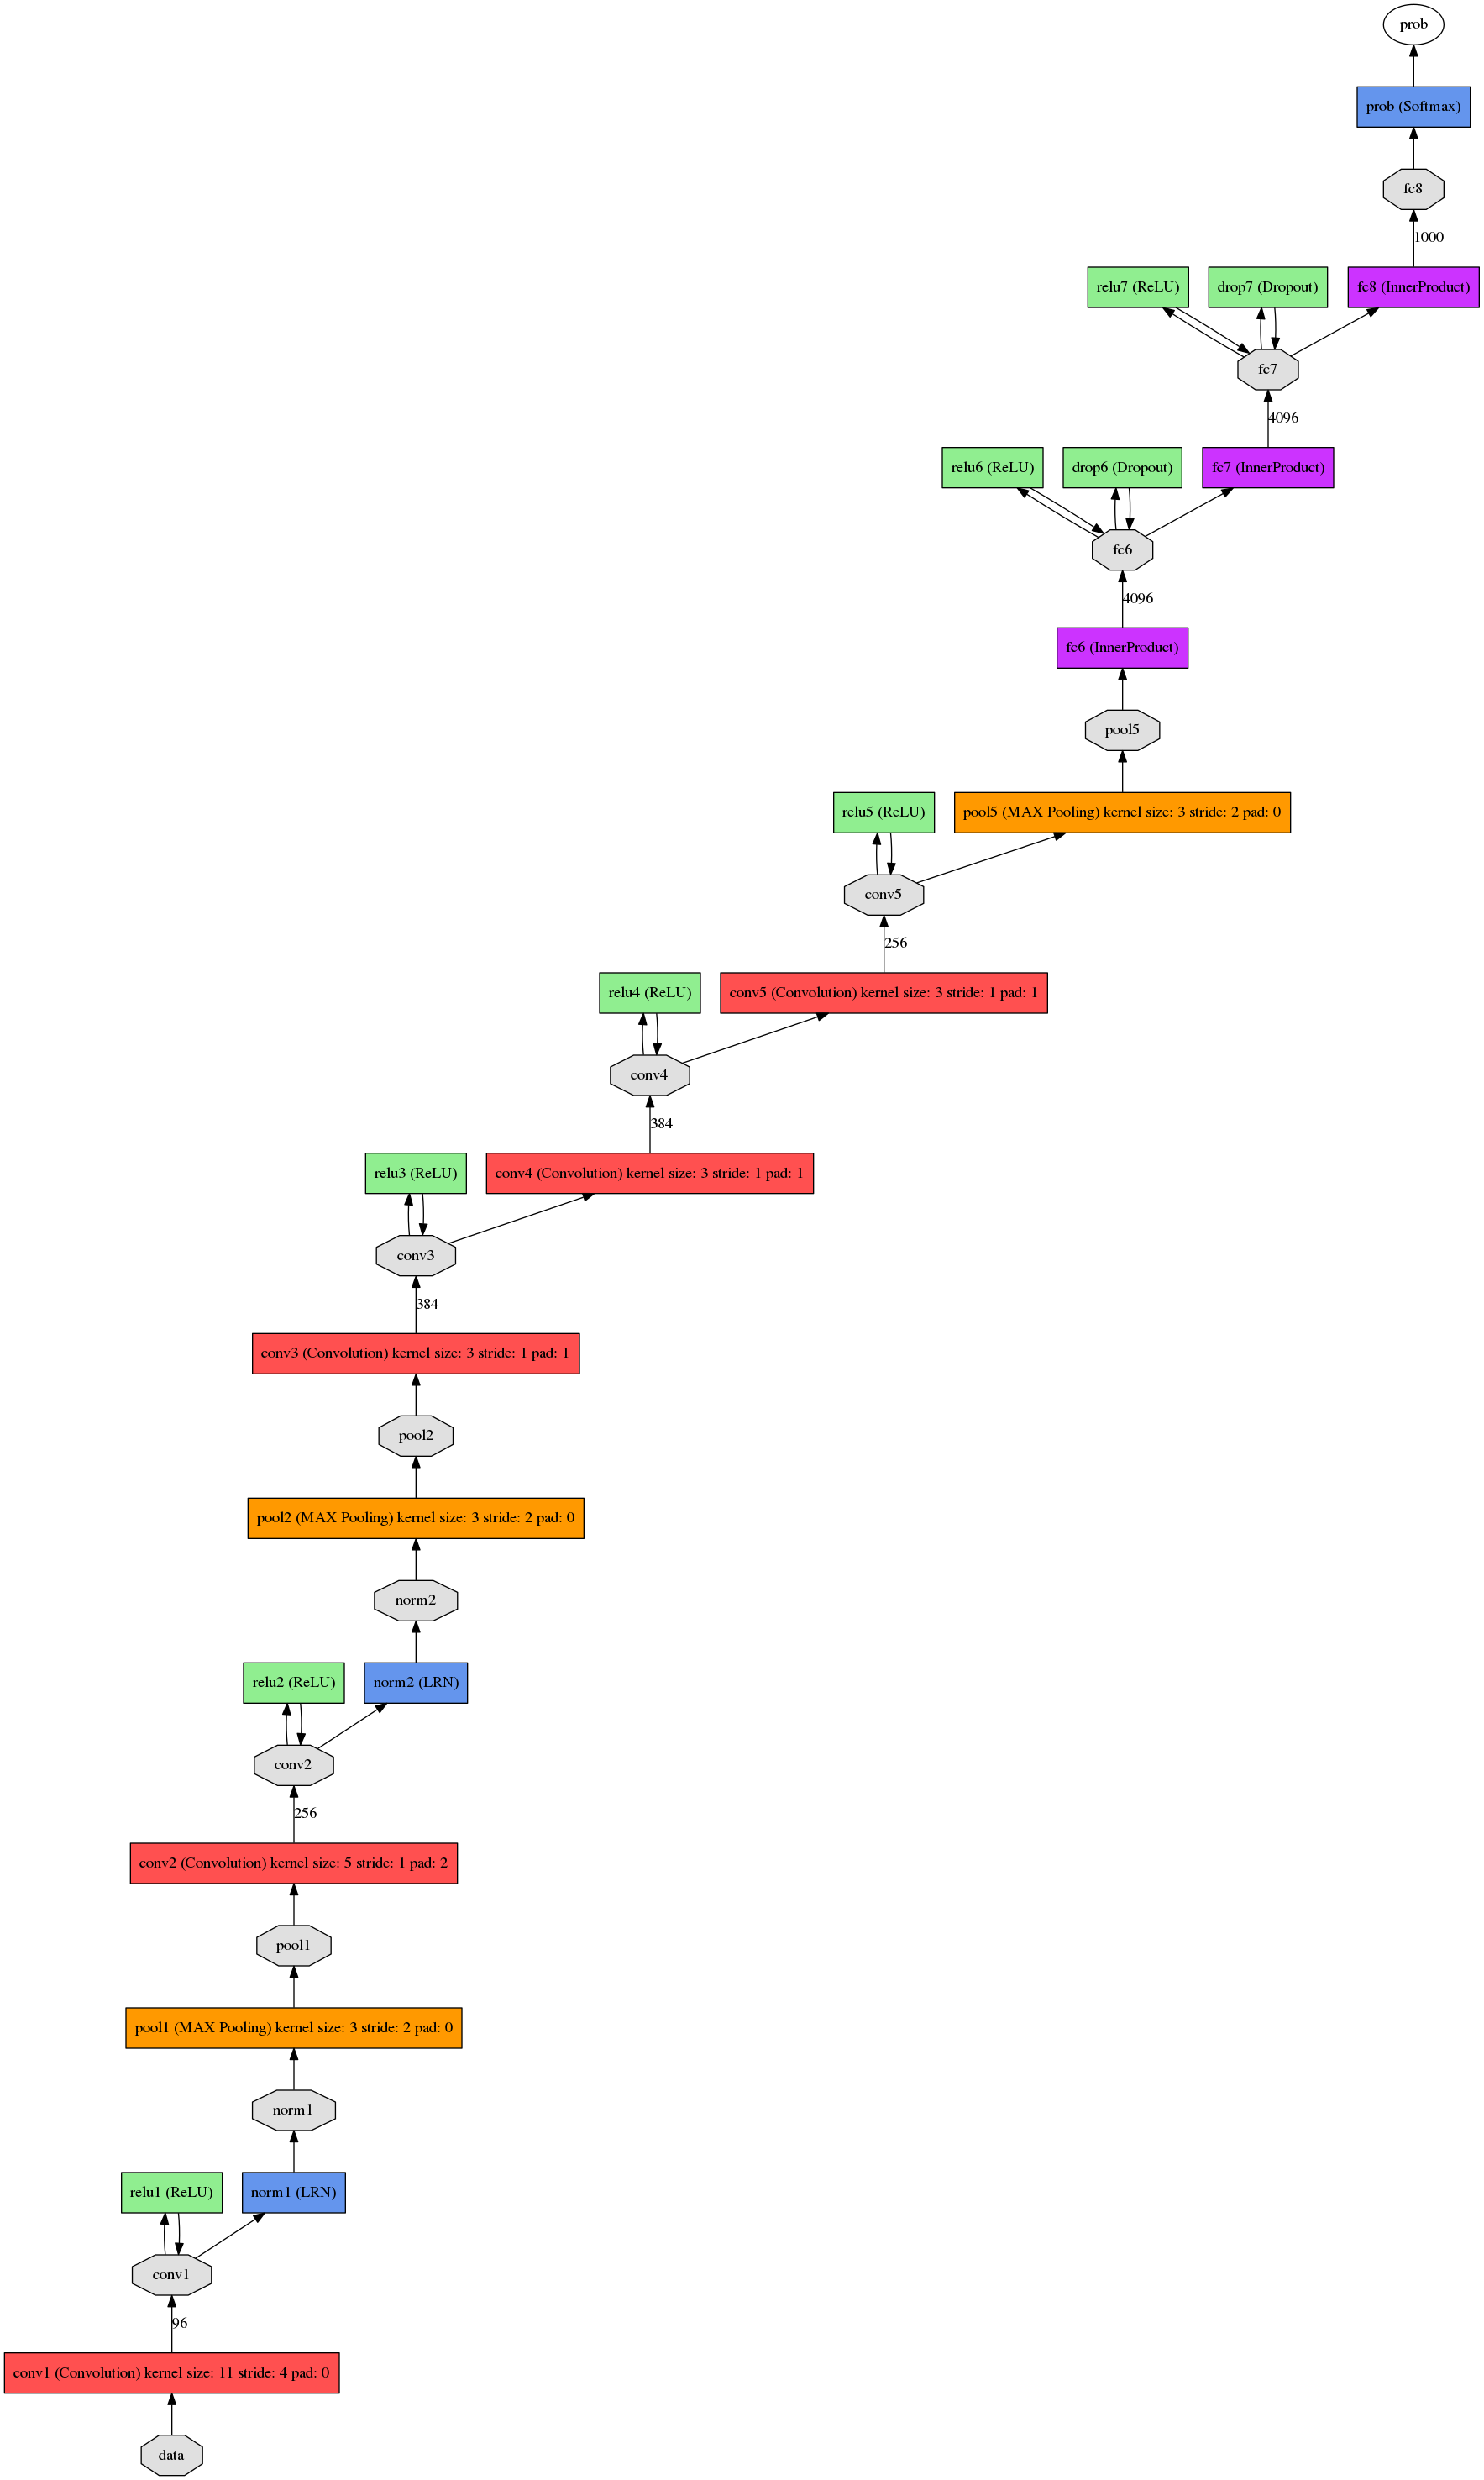 prob
prob (Softmax)
fc8
1000
relu7 (ReLU)
drop7 (Dropout)
fc8 (InnerProduct)
fc7
4096
relu6 (ReLU)
drop6 (Dropout)
fc7 (InnerProduct)
fc6
4096
fc6 (InnerProduct)
pool5
relu5 (ReLU)
pool5 (MAX Pooling) kernel size: 3 stride: 2 pad: 0
conv5
256
relu4 (ReLU)
conv5 (Convolution) kernel size: 3 stride: 1 pad: 1
conv4
384
relu3 (ReLU)
conv4 (Convolution) kernel size: 3 stride: 1 pad: 1
conv3
384
conv3 (Convolution) kernel size: 3 stride: 1 pad: 1
pool2
pool2 (MAX Pooling) kernel size: 3 stride: 2 pad: 0
norm2
relu2 (ReLU)
norm2 (LRN)
conv2
256
conv2 (Convolution) kernel size: 5 stride: 1 pad: 2
pool1
pool1 (MAX Pooling) kernel size: 3 stride: 2 pad: 0
norm1
relu1 (ReLU)
norm1 (LRN)
conv1
96
conv1 (Convolution) kernel size: 11 stride: 4 pad: 0
data